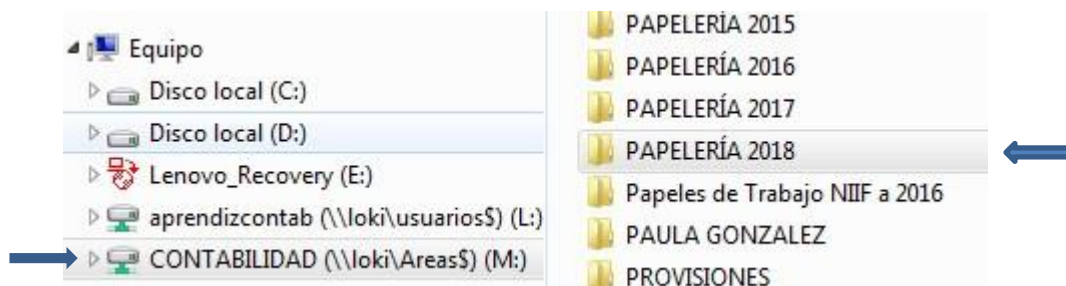 Equipo
Disco local (C:)
Disco local (D:)
Lenovo_Recovery (E:)
aprendizcontab (\\loki\usuarios$) (L:)
CONTABILIDAD (\\loki\Areas$) (M:)
PAPELERÍA 2015
PAPELERÍA 2016
PAPELERÍA 2017
PAPELERÍA 2018
Papeles de Trabajo NIIF a 2016
PAULA GONZALEZ
PROVISIONES